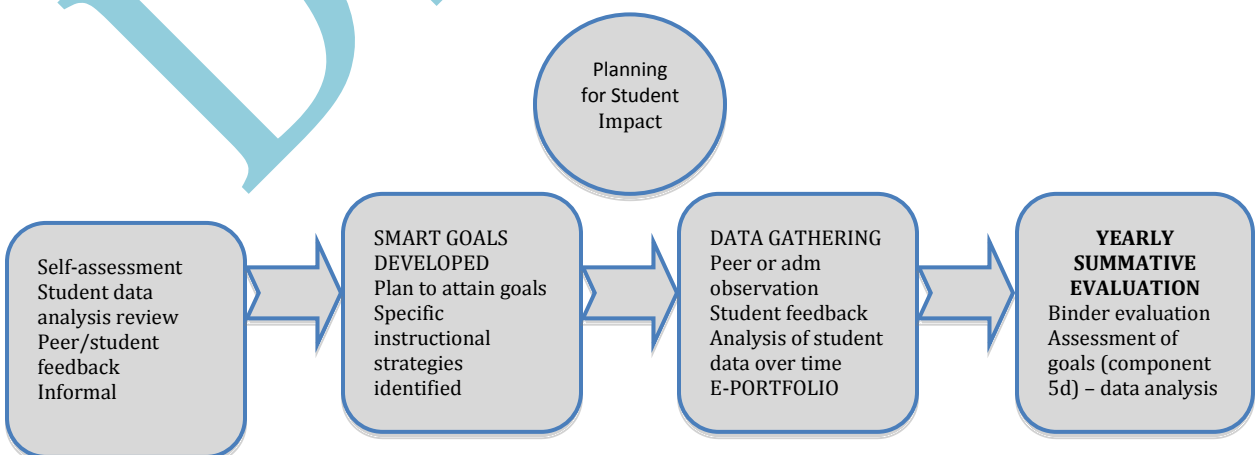 Planning
for Student
Impact
Self-assessment
Student data
analysis review
Peer/student
feedback
Informal
SMART GOALS
DEVELOPED
Plan to attain goals
Specific
instructional
strategies
identified
DATA GATHERING
Peer or adm
observation
Student feedback
Analysis of student
data over time
E-PORTFOLIO
YEARLY
SUMMATIVE
EVALUATION
Binder evaluation
Assessment of
goals (component
5d) – data analysis